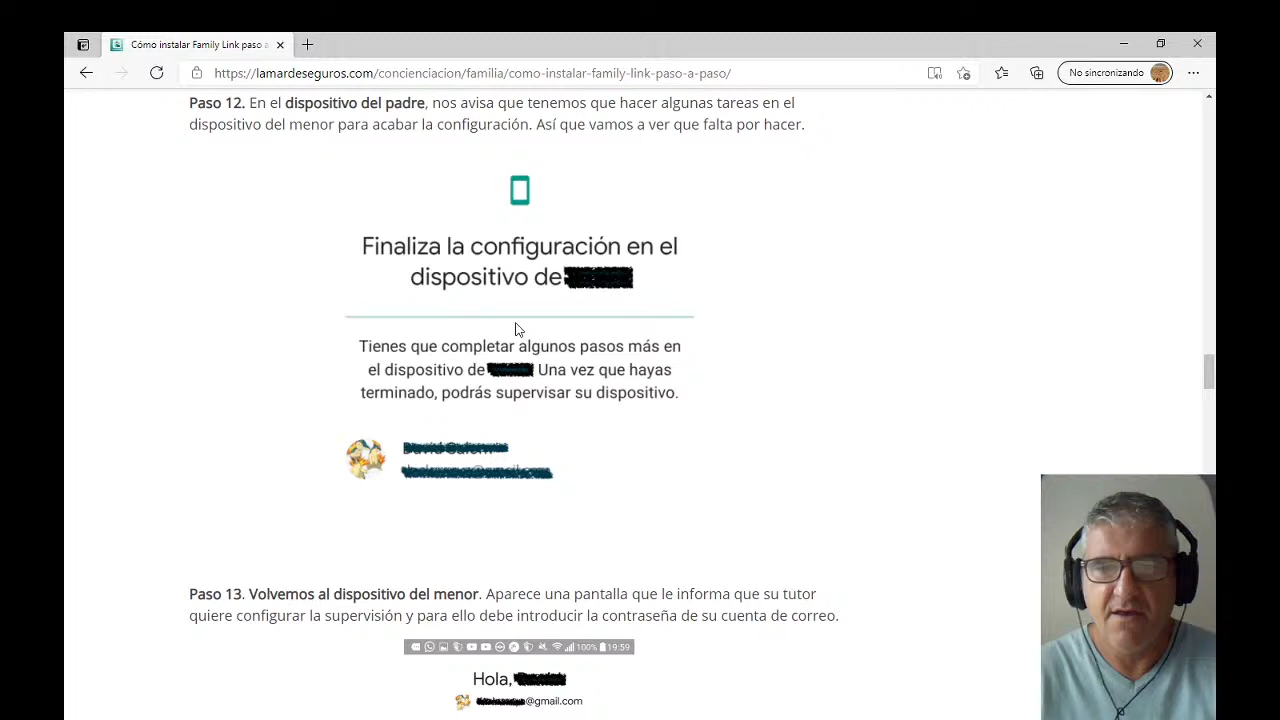 Cómo instalar Family Link paso a
https://lamardeseguros.com/concienciacion/familia/como-instalar-family-link-paso-a-paso/
No sincronizando
Paso 12. En el dispositivo del padre, nos avisa que tenemos que hacer algunas tareas en el
dispositivo del menor para acabar la configuración. Así que vamos a ver que falta por hacer.
Finaliza la configuración en el
dispositivo de
Tienes que completar algunos pasos más en
el dispositivo de Una vez que hayas
terminado, podrás supervisar su dispositivo.
Paso 13. Volvemos al dispositivo del menor. Aparece una pantalla que le informa que su tutor
quiere configurar la supervisión y para ello debe introducir la contraseña de su cuenta de correo.
100% 19:59
Hola,
@gmail.com